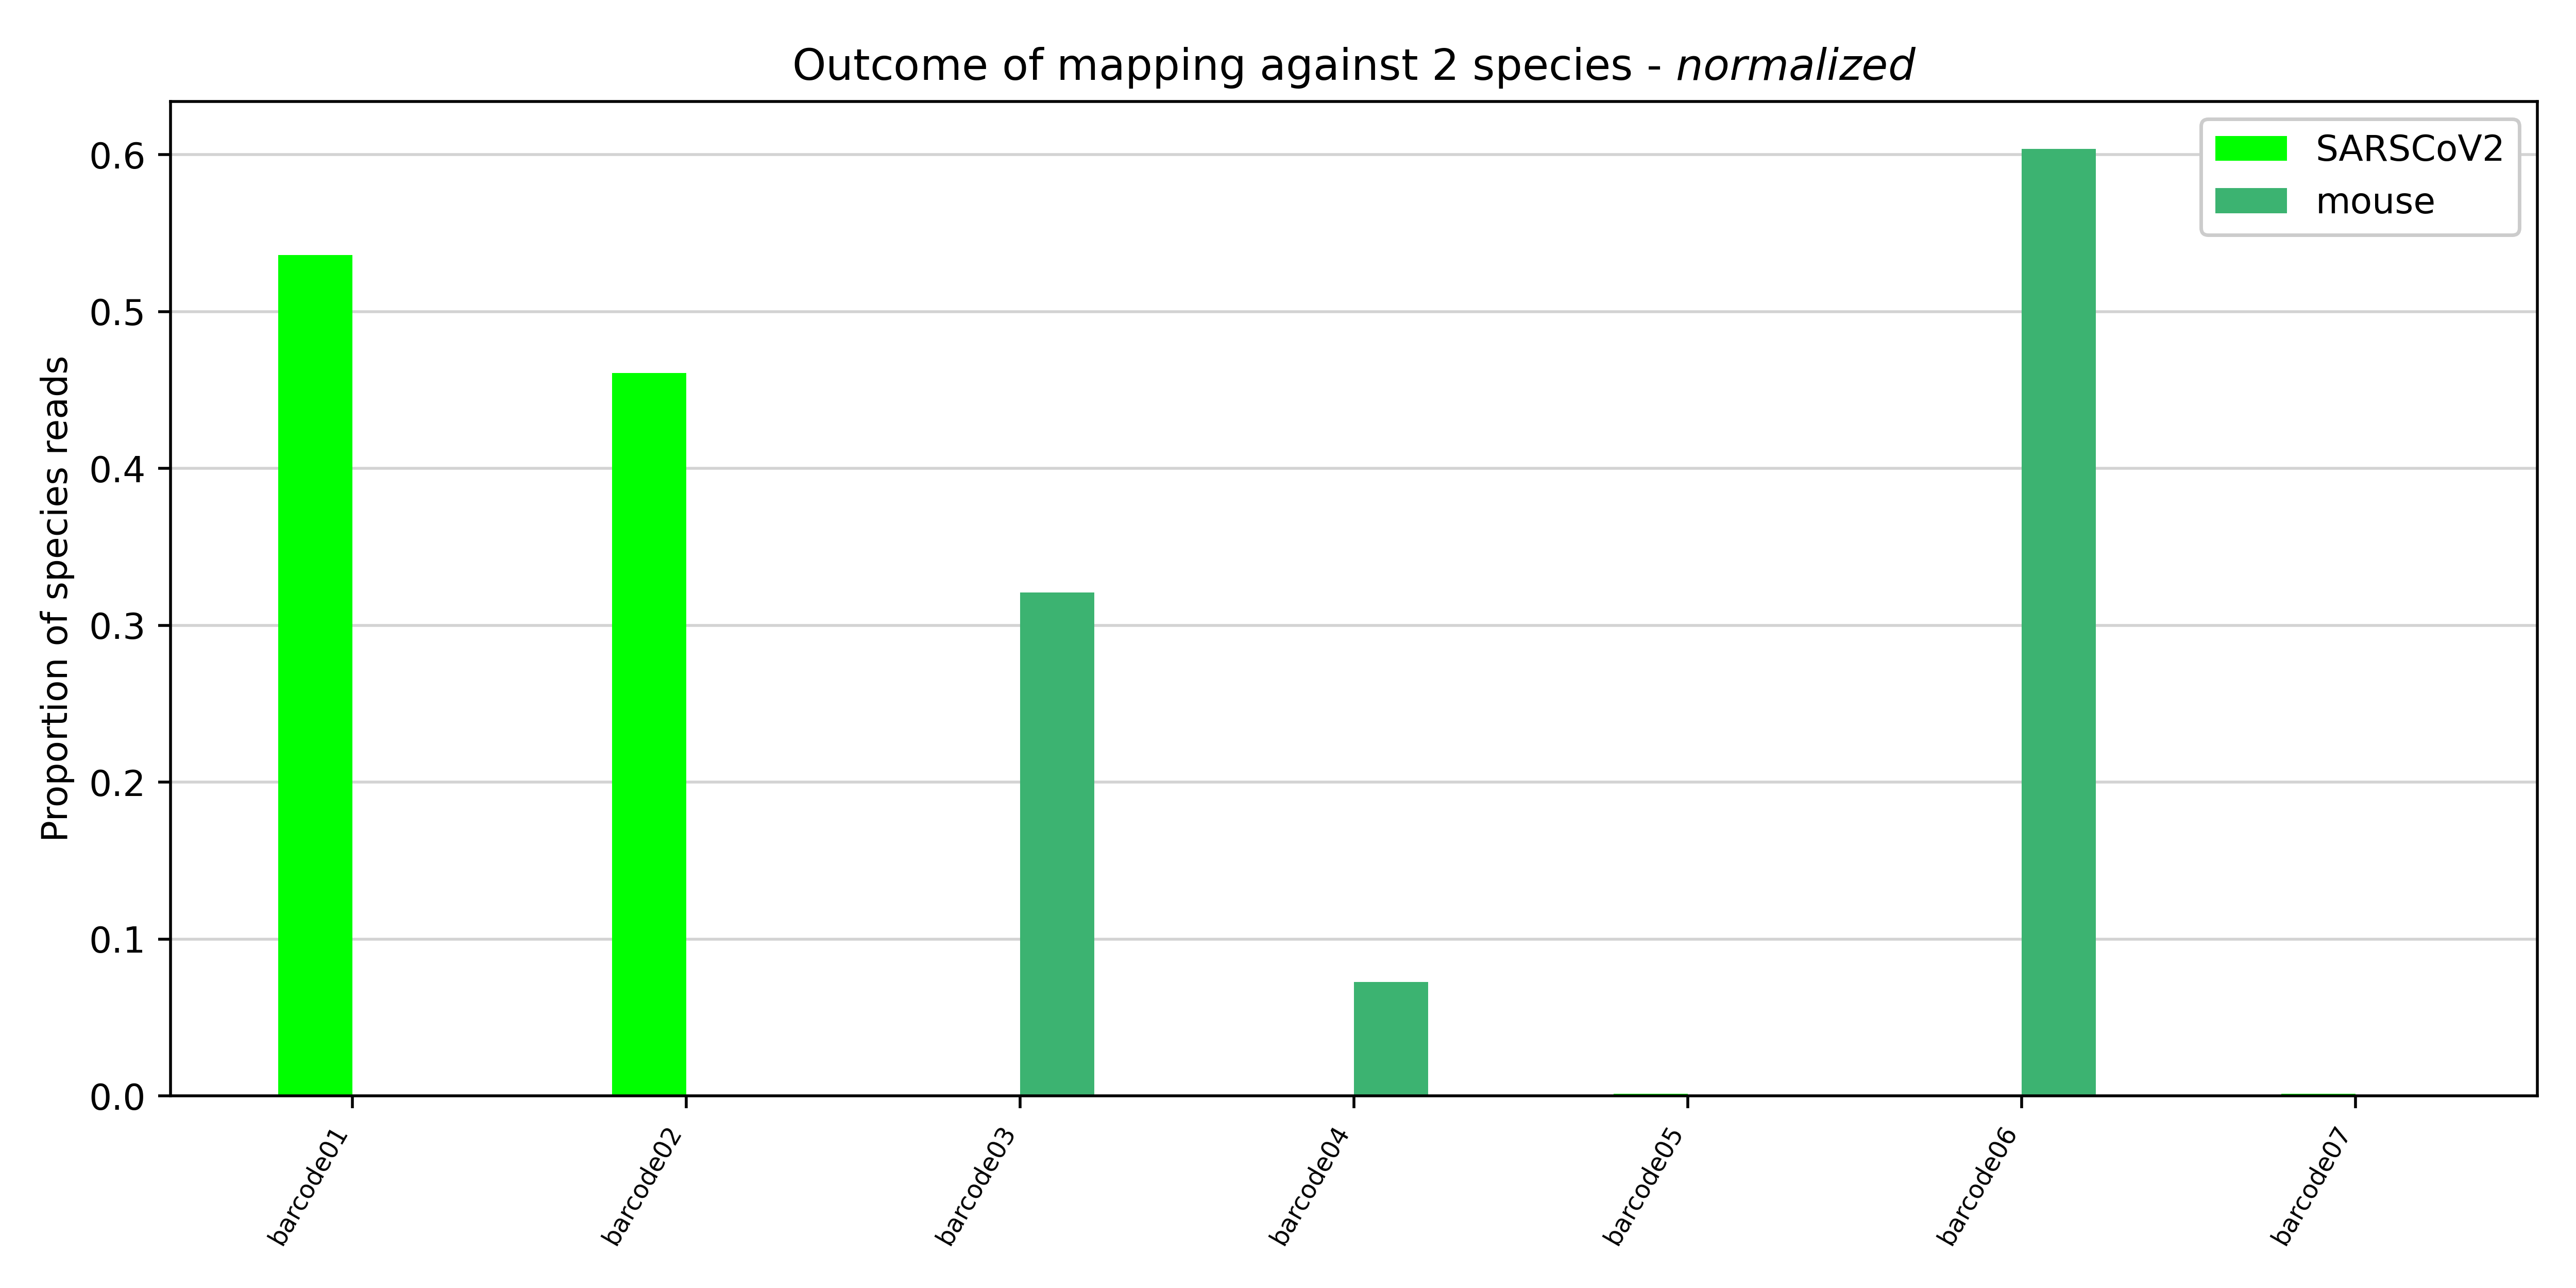 Outcome of mapping against 2 species - normalized
SARSCoV2
mouse
Proportion of species reads
0.6
0.5
0.4
0.3
0.2
0.1
0.0
barcode01
barcode02
barcode03
barcode04
barcode05
barcode06
barcode07